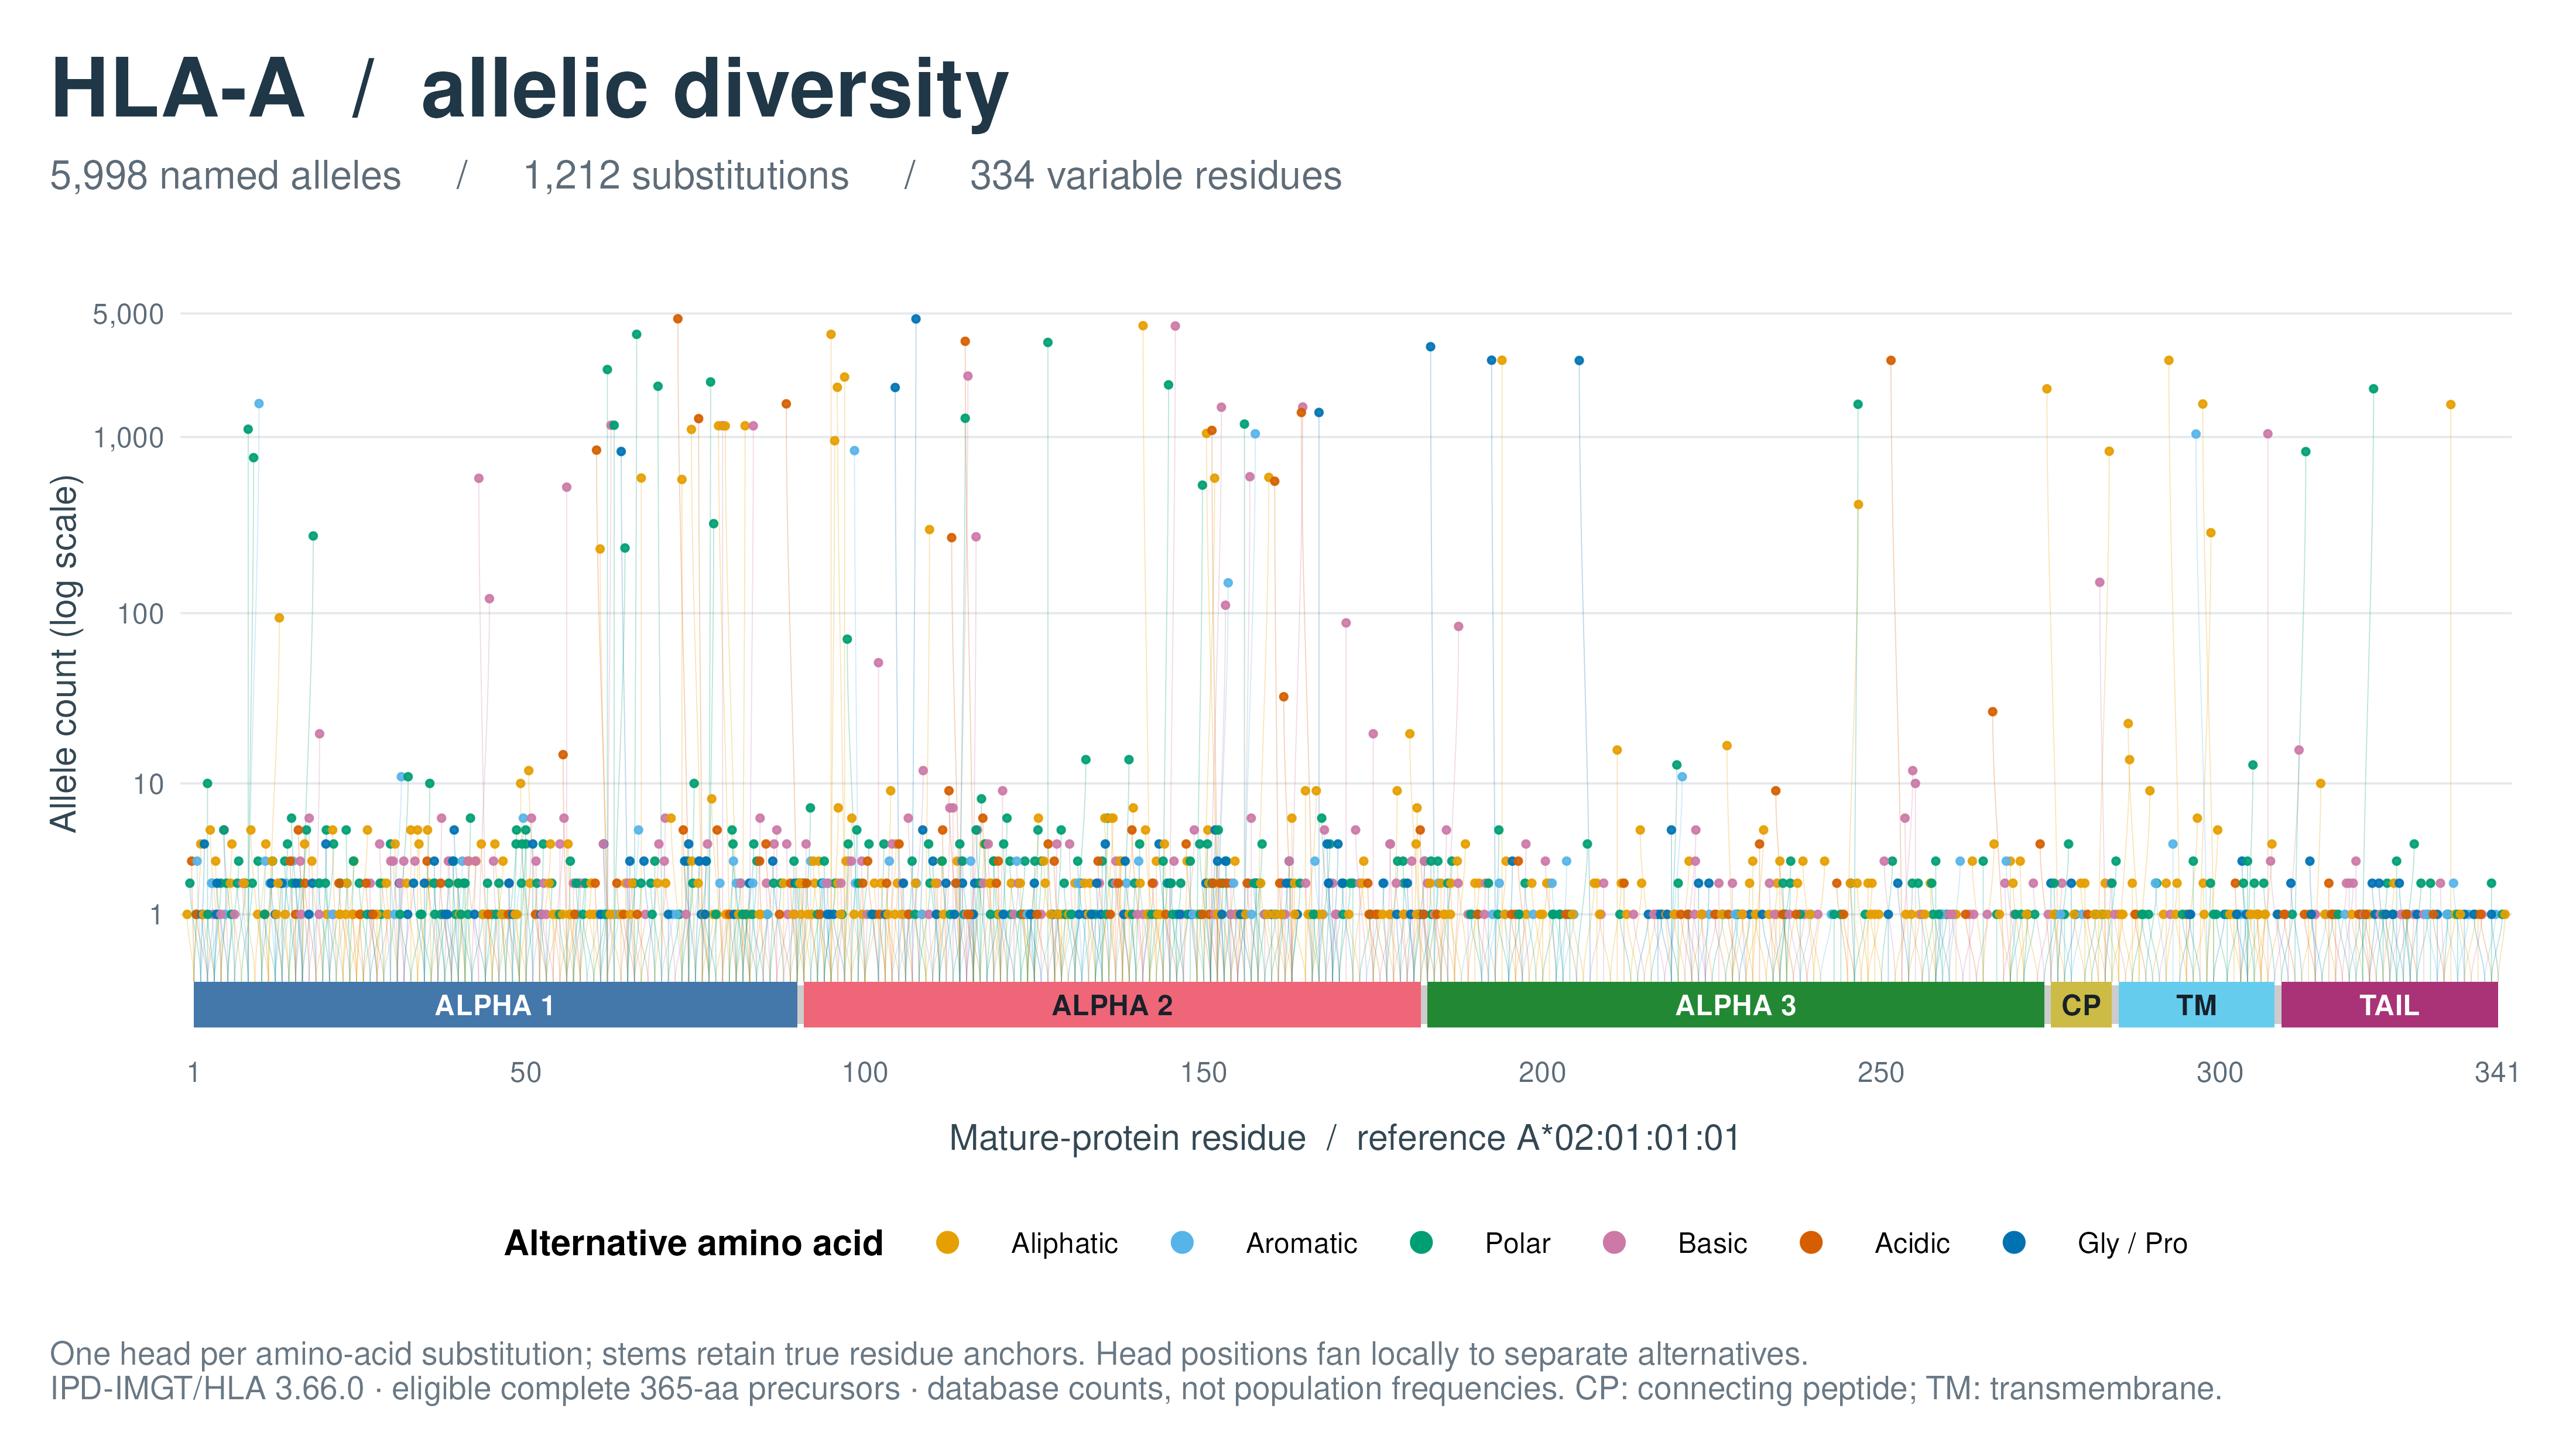 HLA-A / allelic diversity
5,998 named alleles / 1,212 substitutions / 334 variable residues
Allele count (log scale)
5,000
1,000
100
10
1
ALPHA 1
ALPHA 2
ALPHA 3
CP
TM
TAIL
1
50
100
150
200
250
300
341
Mature-protein residue / reference A*02:01:01:01
Alternative amino acid
Aliphatic
Aromatic
Polar
Basic
Acidic
Gly / Pro
One head per amino-acid substitution; stems retain true residue anchors. Head positions fan locally to separate alternatives.
IPD-IMGT/HLA 3.66.0 · eligible complete 365-aa precursors · database counts, not population frequencies. CP: connecting peptide; TM: transmembrane.